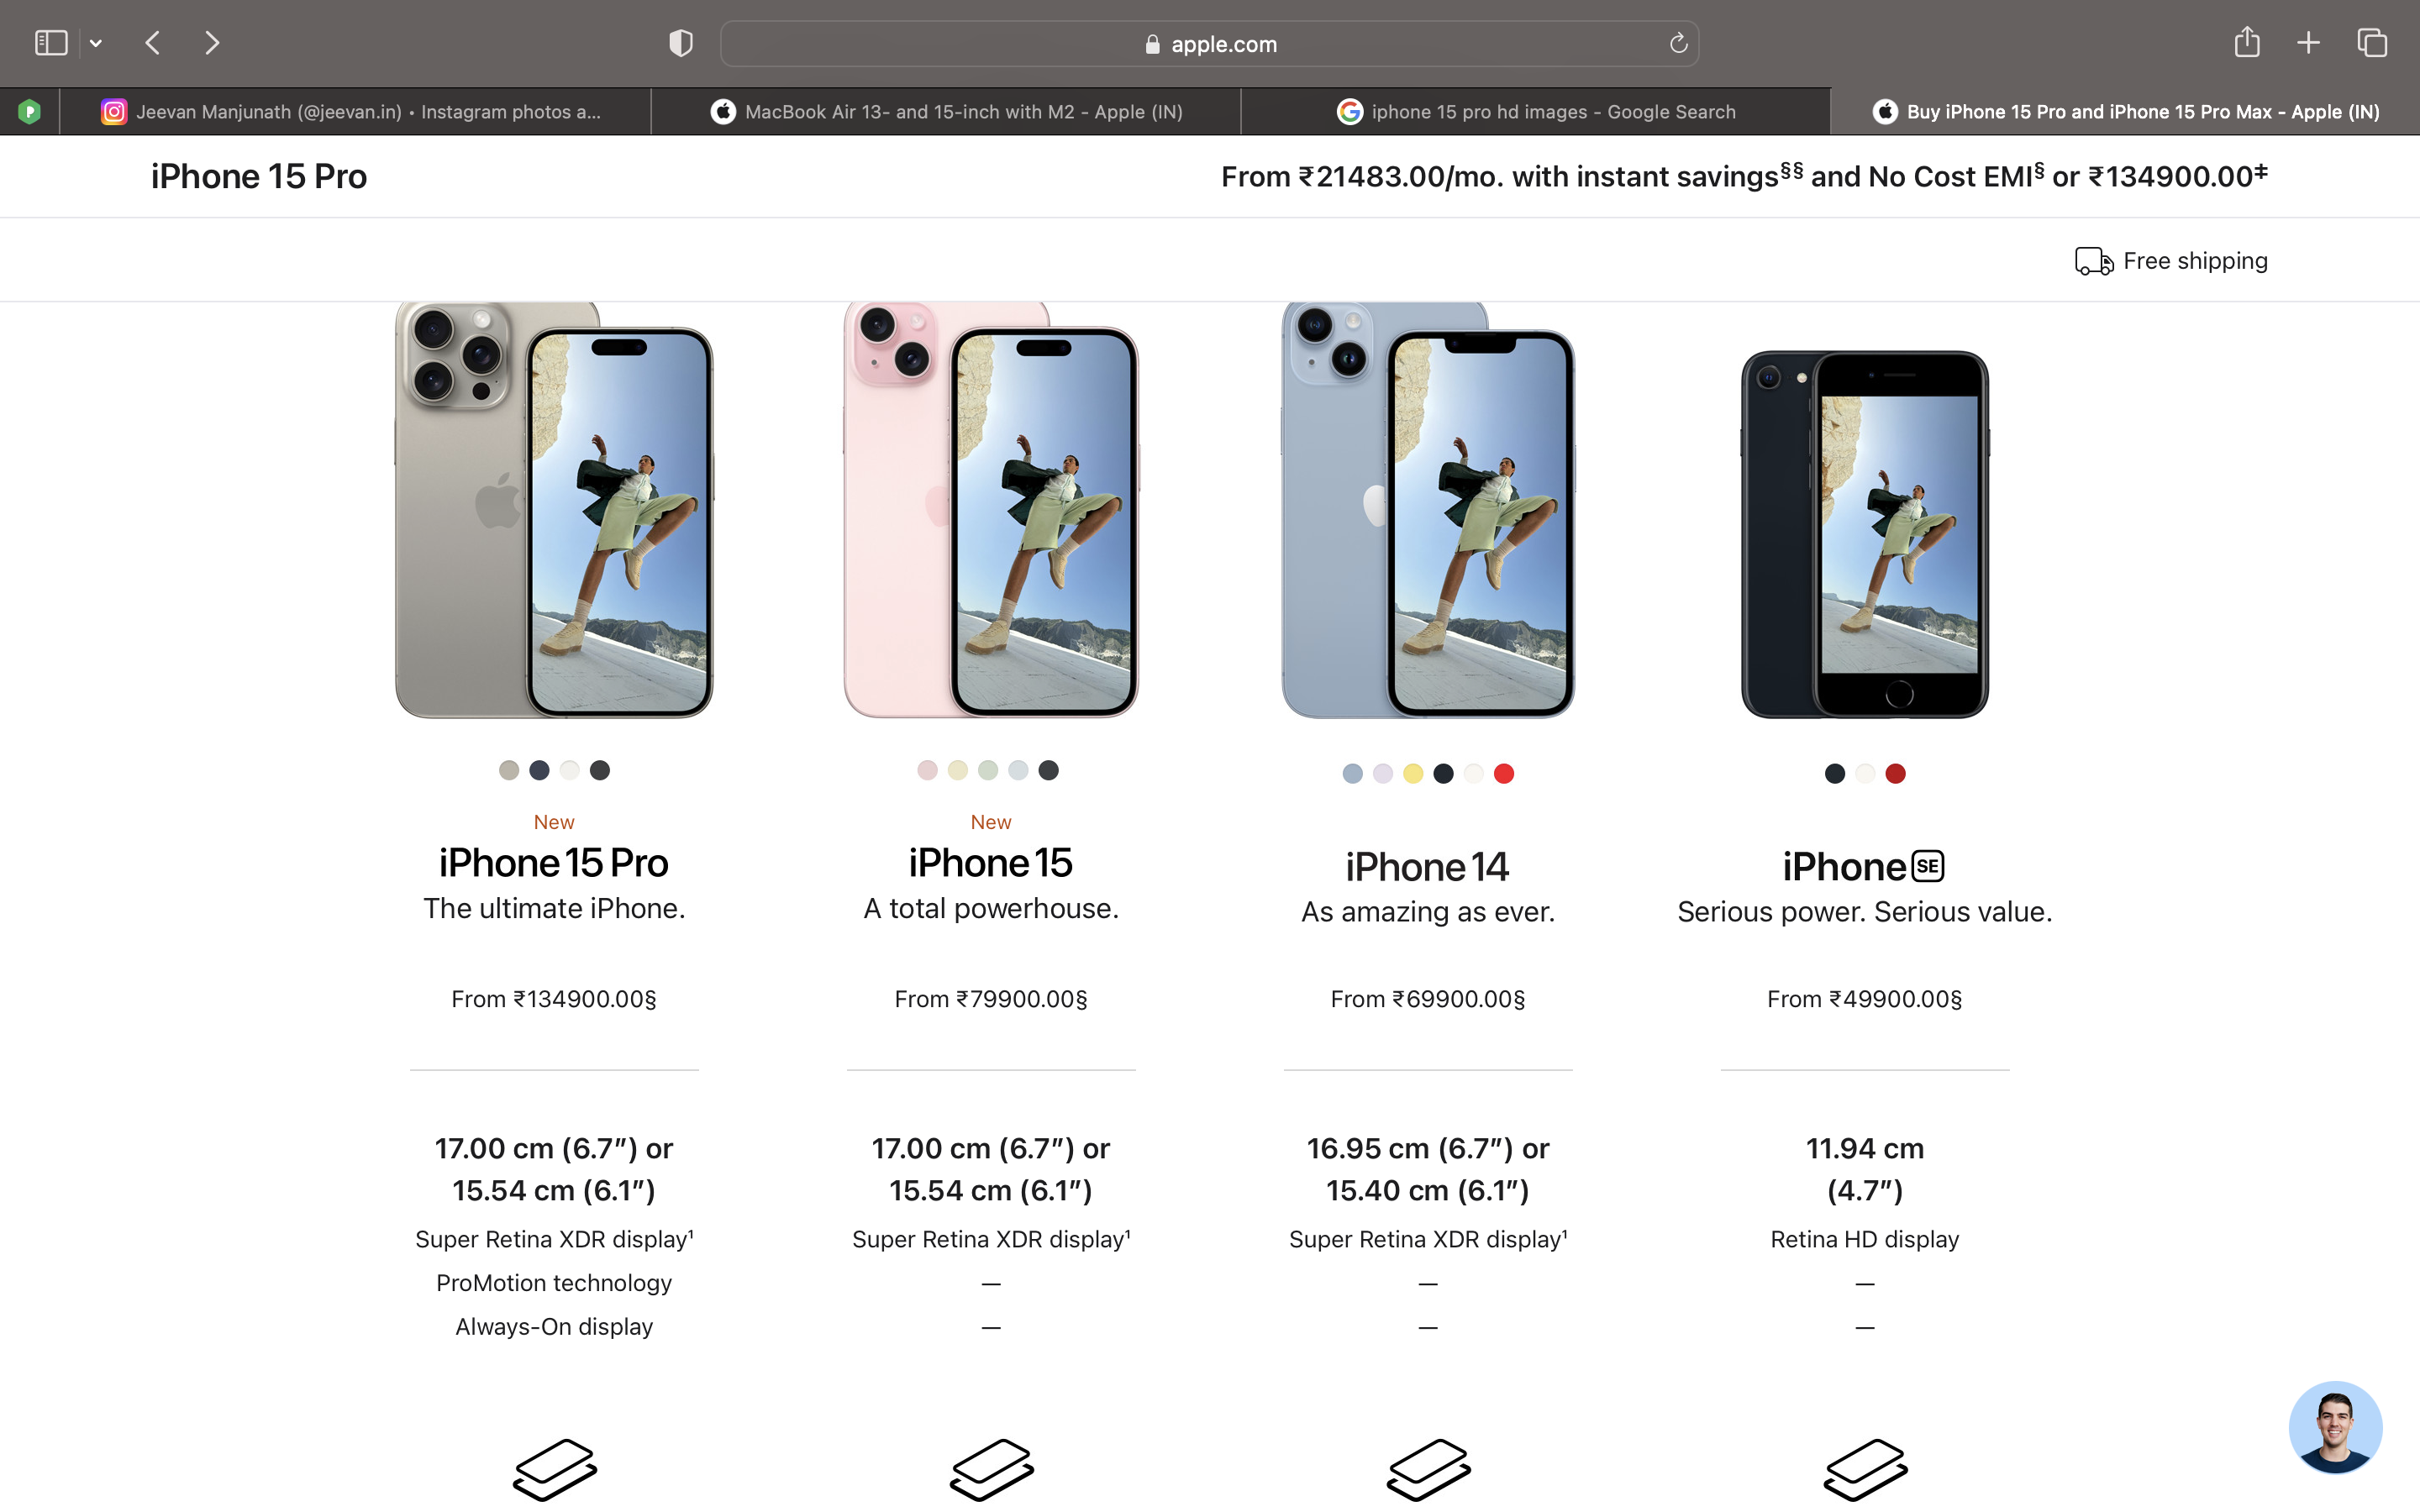 apple.com
Jeevan Manjunath (@jeevan.in) • Instagram photos a...
MacBook Air 13- and 15-inch with M2 - Apple (IN)
iphone 15 pro hd images - Google Search
Buy iPhone 15 Pro and iPhone 15 Pro Max - Apple (IN)
iPhone 15 Pro
From ₹21483.00/mo. with instant savings§§ and No Cost EMI§ or ₹134900.00‡
Free shipping
New
iPhone 15 Pro
The ultimate iPhone.
From ₹134900.00§
17.00 cm (6.7″) or
15.54 cm (6.1″)
Super Retina XDR display¹
ProMotion technology
Always-On display
New
iPhone 15
A total powerhouse.
From ₹79900.00§
17.00 cm (6.7″) or
15.54 cm (6.1″)
Super Retina XDR display¹
—
—
iPhone 14
As amazing as ever.
From ₹69900.00§
16.95 cm (6.7″) or
15.40 cm (6.1″)
Super Retina XDR display¹
—
—
iPhone SE
Serious power. Serious value.
From ₹49900.00§
11.94 cm
(4.7″)
Retina HD display
—
—